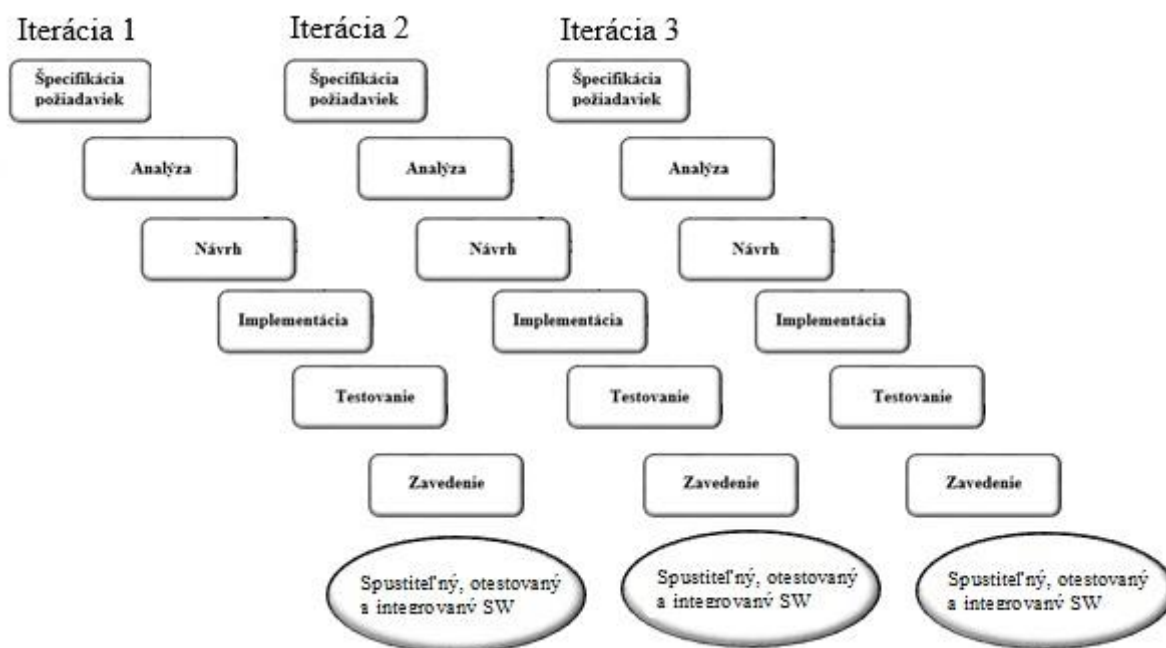 Iterácia 1
Špecifikácia
požiadaviek
Analýza
Návrh
Implementácia
Testovanie
Zavedenie
Spustiteľný, otestovaný
a integrovaný SW
Iterácia 2
Špecifikácia
požiadaviek
Analýza
Návrh
Implementácia
Testovanie
Zavedenie
Spustiteľný, otestovaný
a integrovaný SW
Iterácia 3
Špecifikácia
požiadaviek
Analýza
Návrh
Implementácia
Testovanie
Zavedenie
Spustiteľný, otestovaný
a integrovaný SW